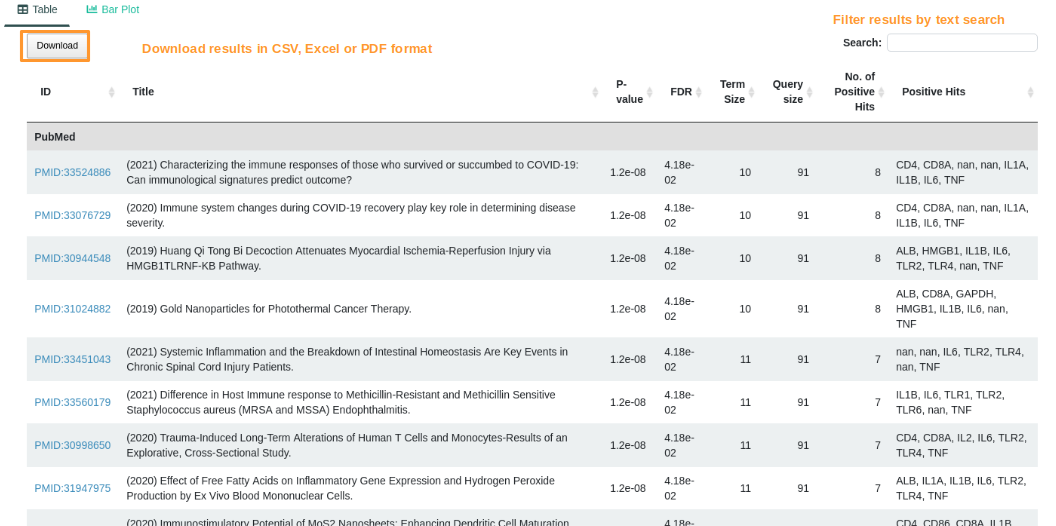 Table Bar Plot
Filter results by text search
Download Download results in CSV, Excel or PDF format Search:
ID Title P-value FDR Term Size Query size No. of Positive Hits Positive Hits
PubMed
PMID:33524886 (2021) Characterizing the immune responses of those who survived or succumbed to COVID-19: 1.2e-08 4.18e- 10 91 8 CD4, CD8A, nan, nan, IL1A,
Can immunological signatures predict outcome? 02 IL1B, IL6, TNF
PMID:33076729 (2020) Immune system changes during COVID-19 recovery play key role in determining disease 1.2e-08 4.18e- 10 91 8 CD4, CD8A, nan, nan, IL1A,
severity. 02 IL1B, IL6, TNF
PMID:30944548 (2019) Huang Qi Tong Bi Decoction Attenuates Myocardial Ischemia-Reperfusion Injury via 1.2e-08 4.18e- 10 91 8 ALB, HMGB1, IL1B, IL6,
HMGB1TLRNF-KB Pathway. 02 TLR2, TLR4, nan, TNF
PMID:31024882 (2019) Gold Nanoparticles for Photothermal Cancer Therapy. 1.2e-08 4.18e- 10 91 8 ALB, CD8A, GAPDH,
02 HMGB1, IL1B, IL6, nan,
TNF
PMID:33451043 (2021) Systemic Inflammation and the Breakdown of Intestinal Homeostasis Are Key Events in 1.2e-08 4.18e- 11 91 7 nan, nan, IL6, TLR2, TLR4,
Chronic Spinal Cord Injury Patients. 02 nan, TNF
PMID:33560179 (2021) Difference in Host Immune response to Methicillin-Resistant and Methicillin Sensitive 1.2e-08 4.18e- 11 91 7 IL1B, IL6, TLR1, TLR2,
Staphylococcus aureus (MRSA and MSSA) Endophthalmitis. 02 TLR6, nan, TNF
PMID:30998650 (2020) Trauma-Induced Long-Term Alterations of Human T Cells and Monocytes-Results of an 1.2e-08 4.18e- 11 91 7 CD4, CD8A, IL2, IL6, TLR2,
Explorative, Cross-Sectional Study. 02 TLR4, TNF
PMID:31947975 (2020) Effect of Free Fatty Acids on Inflammatory Gene Expression and Hydrogen Peroxide 1.2e-08 4.18e- 11 91 7 ALB, IL1A, IL1B, IL6, TLR2,
Production by Ex Vivo Blood Mononuclear Cells. 02 TLR4, TNF
(2020) Immunostimulatory Potential of MoS2 Nanosheets: Enhancing Dendritic Cell Maturation 4.18e- CD4, CD86, CD8A, IL1B,